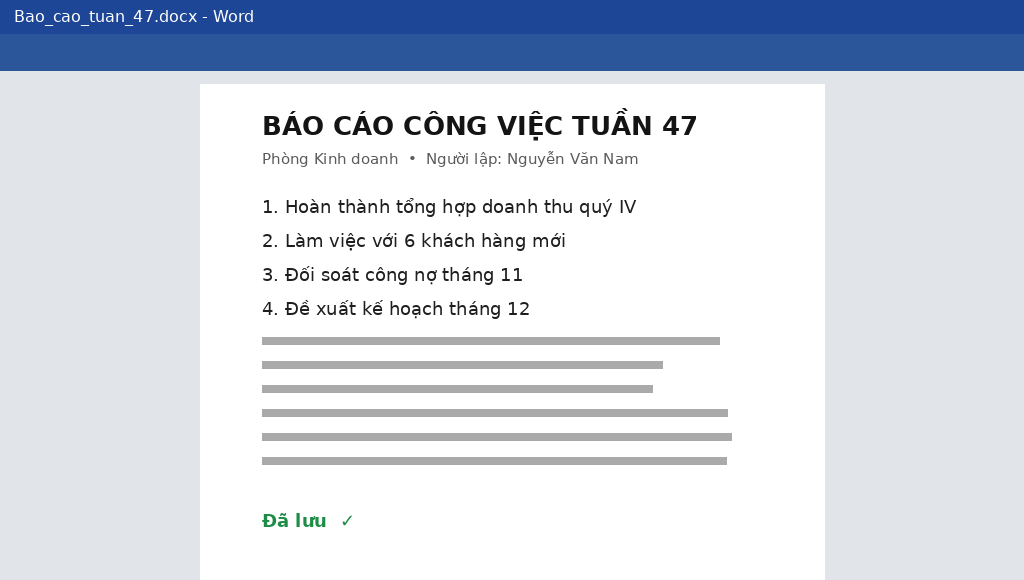 Bao_cao_tuan_47.docx - Word
BÁO CÁO CÔNG VIỆC TUẦN 47
Phòng Kinh doanh • Người lập: Nguyễn Văn Nam
1. Hoàn thành tổng hợp doanh thu quý IV
2. Làm việc với 6 khách hàng mới
3. Đối soát công nợ tháng 11
4. Đề xuất kế hoạch tháng 12
Đã lưu ✓